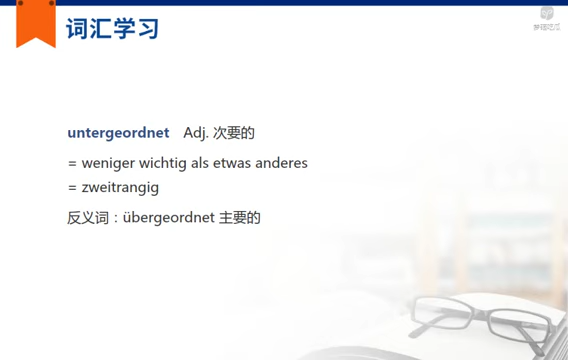 词汇学习
untergeordnet Adj. 次要的
= weniger wichtig als etwas anderes
= zweitrangig
反义词：übergeordnet 主要的